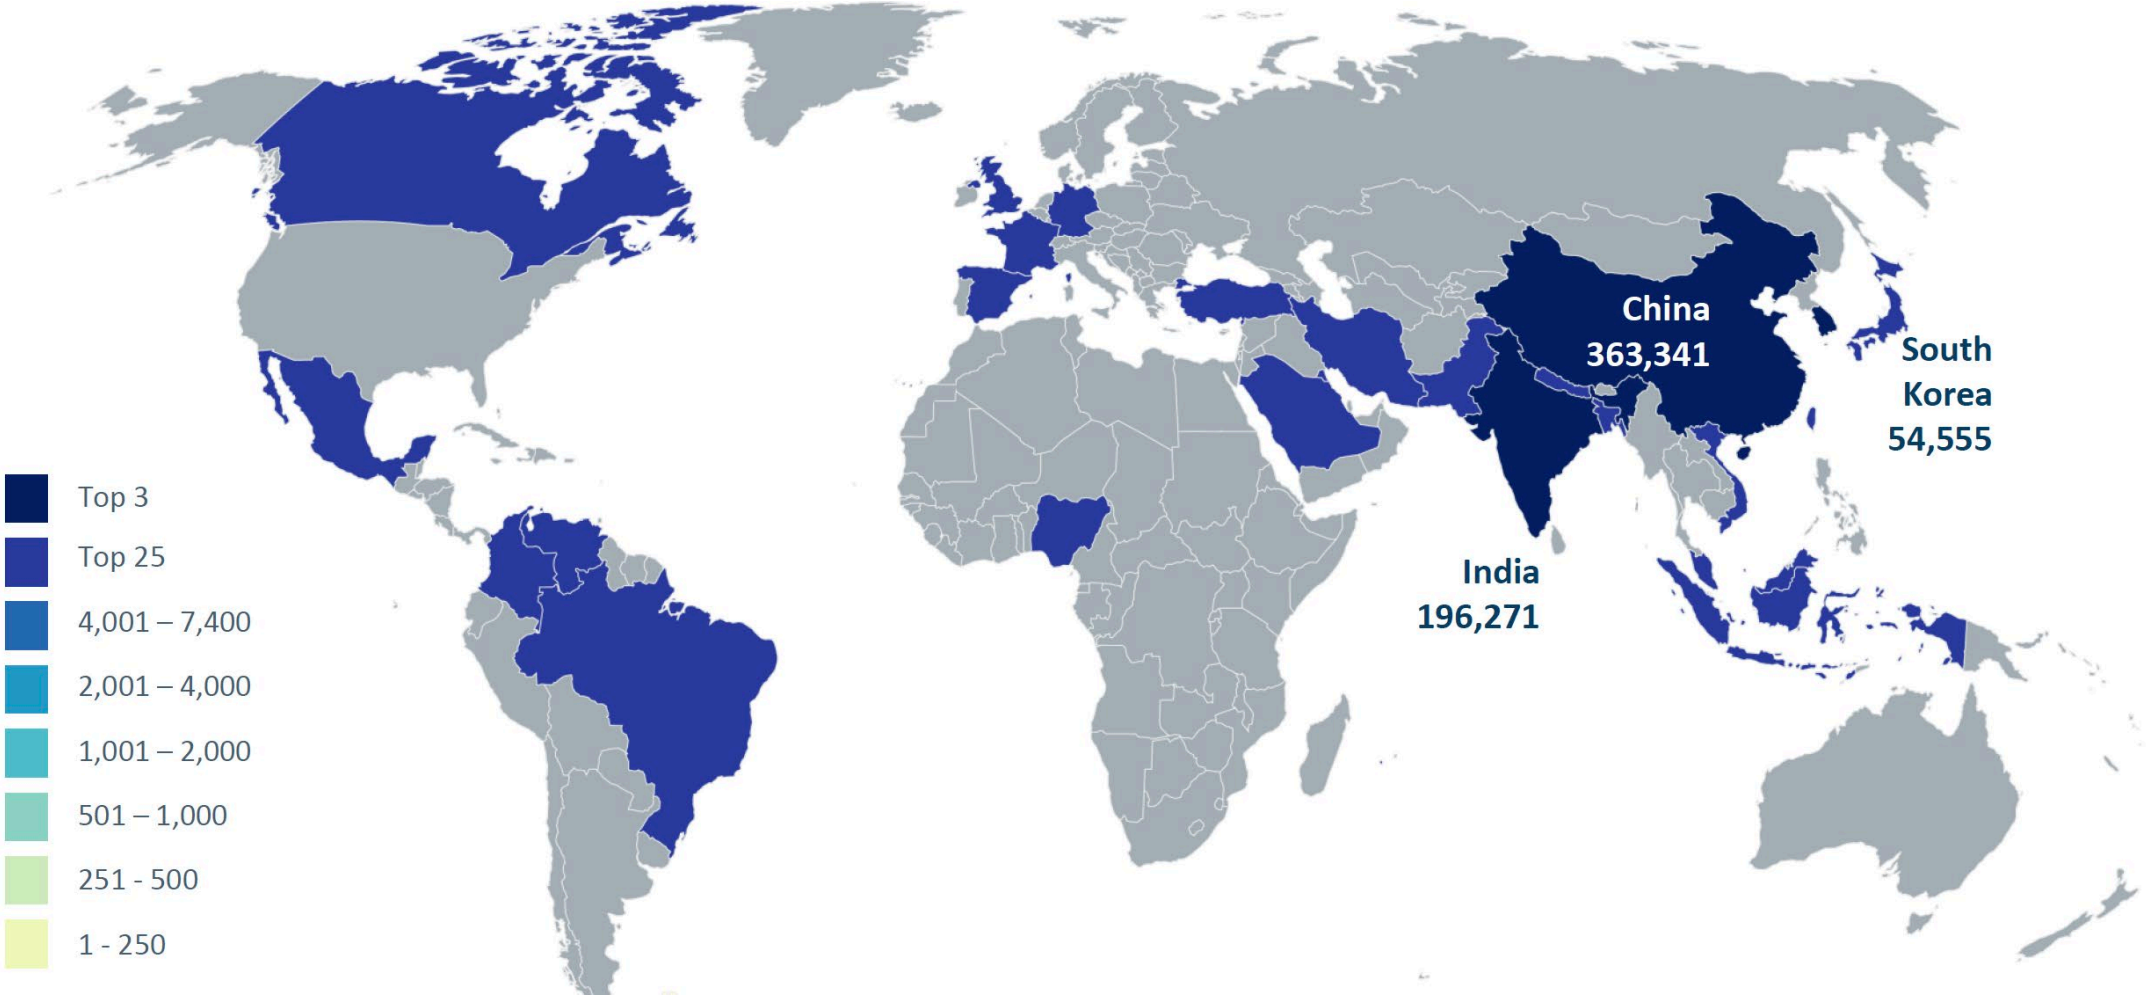 China
363,341
South
Korea
54,555
India
196,271
Top 3
Top 25
4,001 – 7,400
2,001 – 4,000
1,001 – 2,000
501 – 1,000
251 - 500
1 - 250